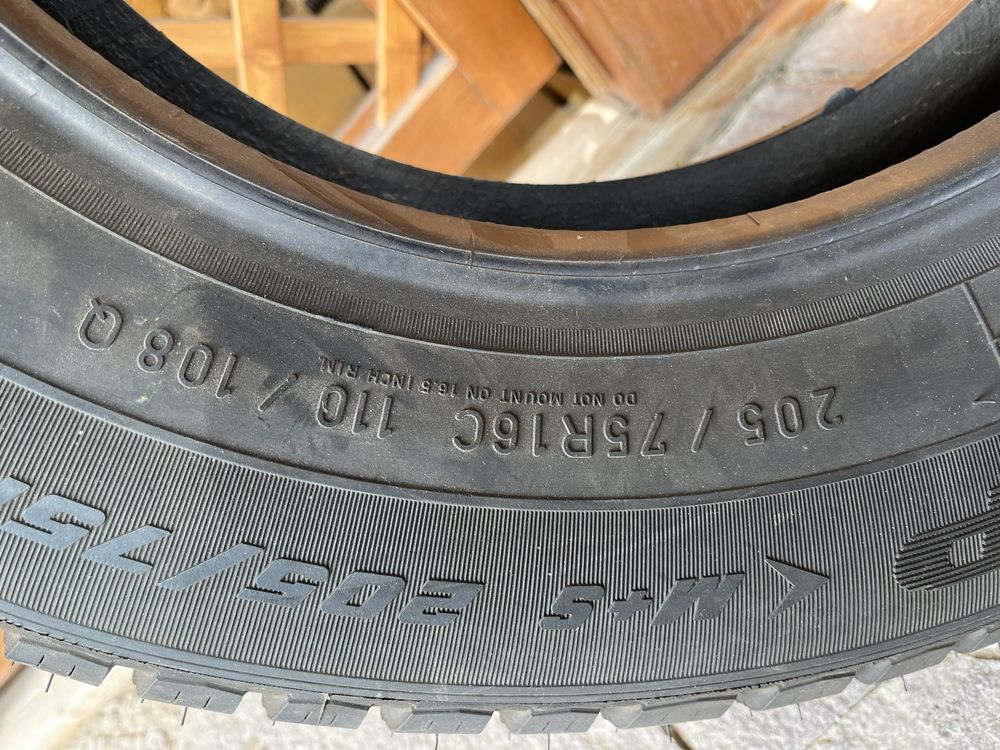 205 / 75R16C 110 / 108 Q
DO NOT MOUNT ON 16.5 INCH RIM.
M+S 205/75